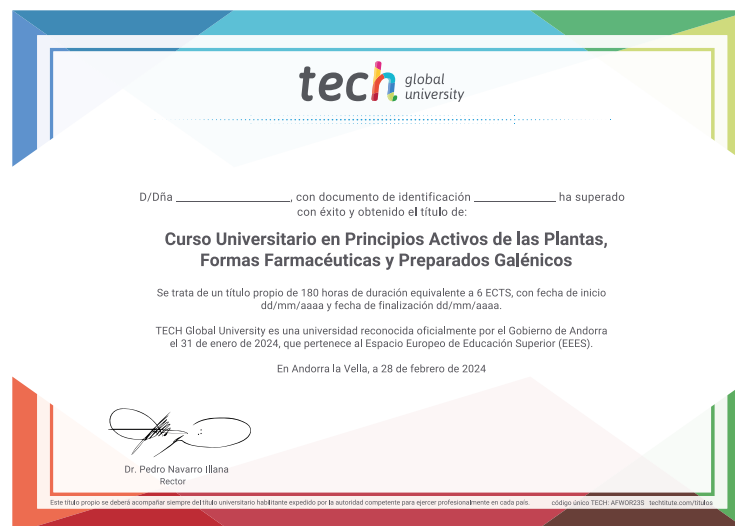 tech global university
D/Dña ____________________, con documento de identificación ______________ ha superado
con éxito y obtenido el título de:
Curso Universitario en Principios Activos de las Plantas,
Formas Farmacéuticas y Preparados Galénicos
Se trata de un título propio de 180 horas de duración equivalente a 6 ECTS, con fecha de inicio
dd/mm/aaaa y fecha de finalización dd/mm/aaaa.
TECH Global University es una universidad reconocida oficialmente por el Gobierno de Andorra
el 31 de enero de 2024, que pertenece al Espacio Europeo de Educación Superior (EEES).
En Andorra la Vella, a 28 de febrero de 2024
Dr. Pedro Navarro Illana
Rector
Este título propio se deberá acompañar siempre del título universitario habilitante expedido por la autoridad competente para ejercer profesionalmente en cada país. código único TECH: AFWOR23S techtitute.com/titulos